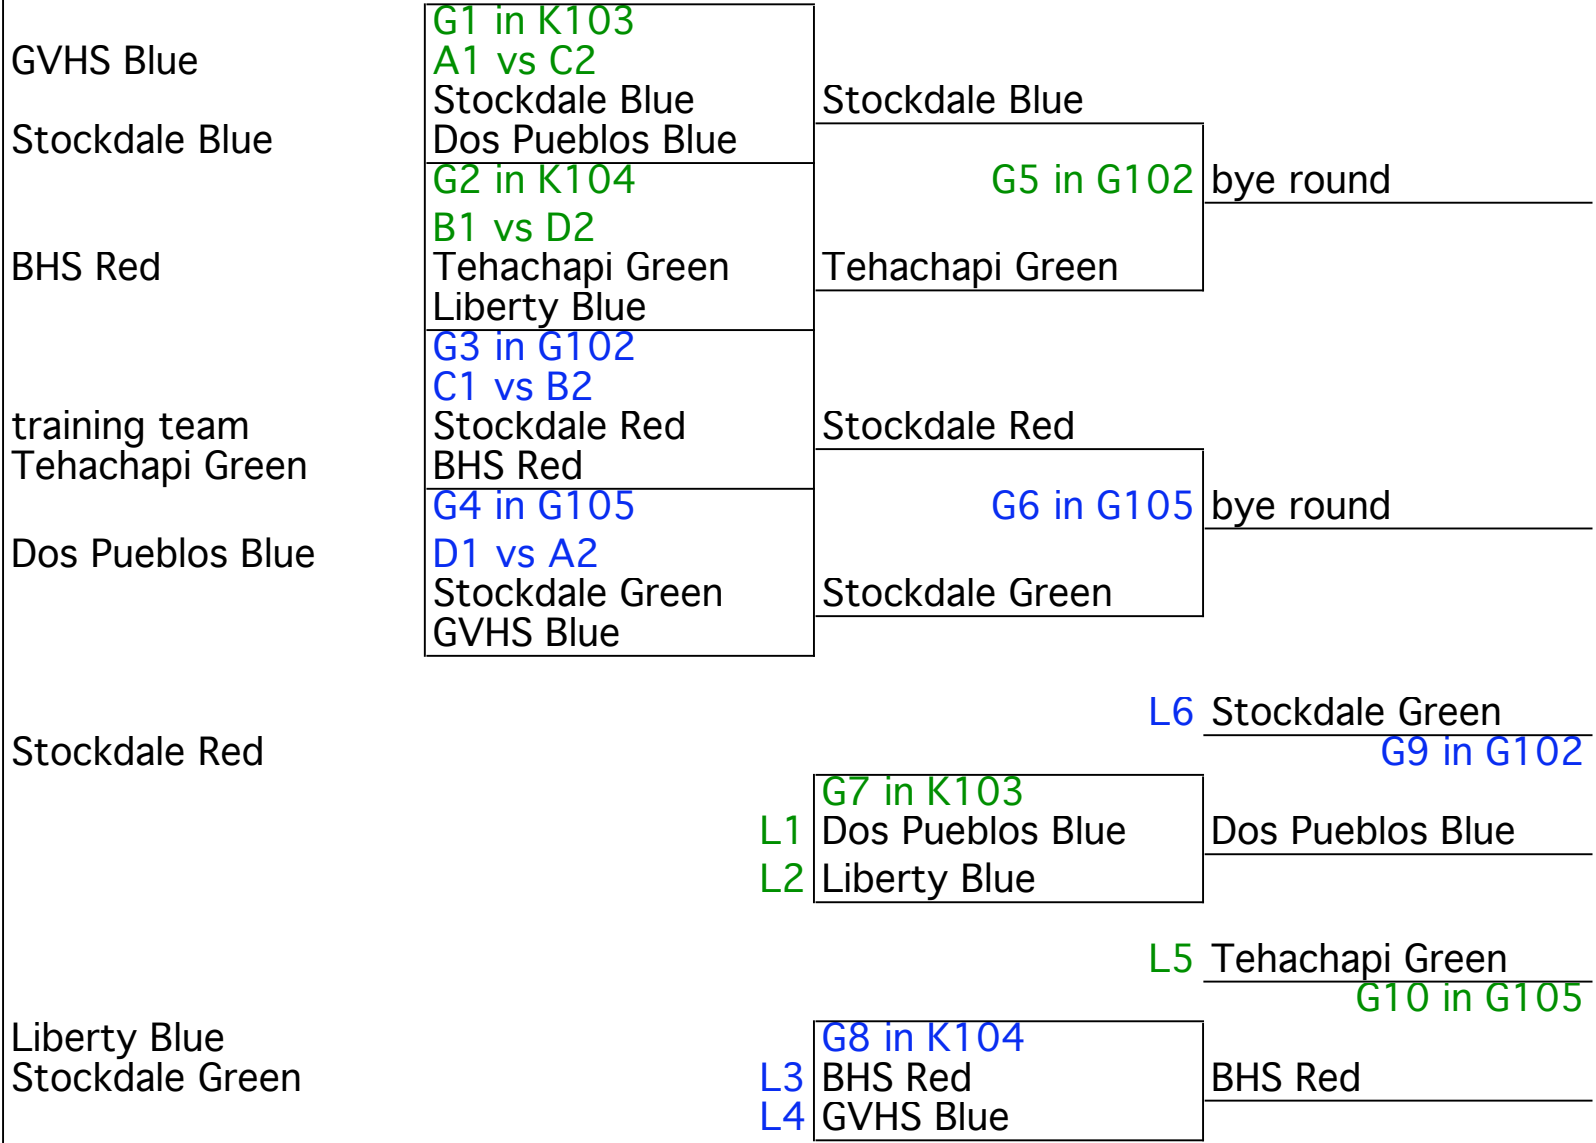 G1 in K103
GVHS Blue A1 vs C2
Stockdale Blue Stockdale Blue
Stockdale Blue Dos Pueblos Blue
G2 in K104 G5 in G102 bye round
B1 vs D2
BHS Red Tehachapi Green Tehachapi Green
Liberty Blue
G3 in G102
C1 vs B2
training team Stockdale Red Stockdale Red
Tehachapi Green BHS Red
G4 in G105 G6 in G105 bye round
Dos Pueblos Blue D1 vs A2
Stockdale Green Stockdale Green
GVHS Blue
L6 Stockdale Green
Stockdale Red G9 in G102
G7 in K103
L1 Dos Pueblos Blue Dos Pueblos Blue
L2 Liberty Blue
L5 Tehachapi Green
G10 in G105
Liberty Blue G8 in K104
Stockdale Green L3 BHS Red BHS Red
L4 GVHS Blue